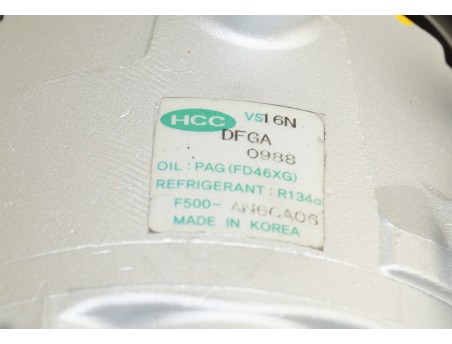 HCC VS16N
DFGA
0988
OIL : PAG (FD46XG)
REFRIGERANT : R134a
F500- AN6CA06
MADE IN KOREA